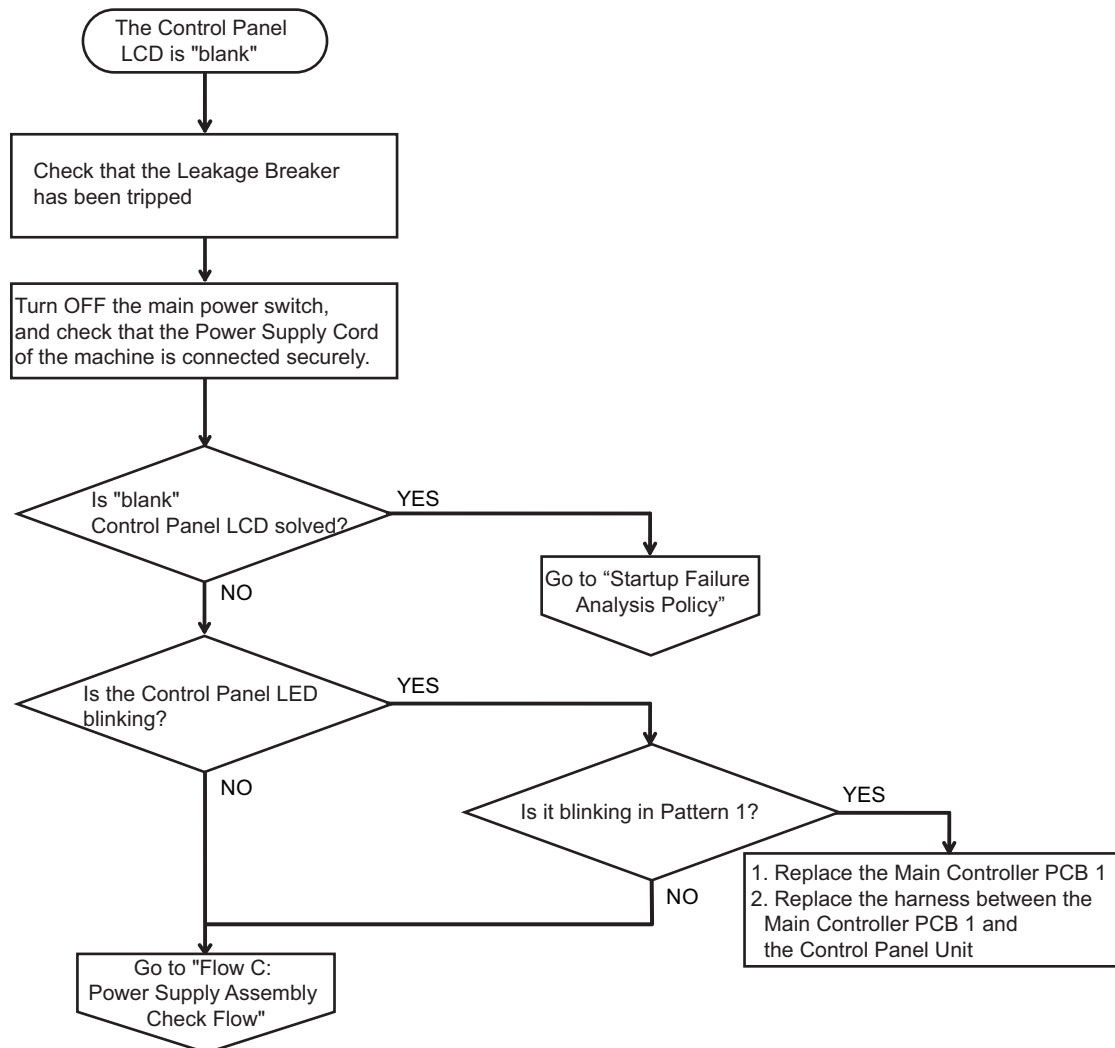 The Control Panel
LCD is "blank"
Check that the Leakage Breaker
has been tripped
Turn OFF the main power switch,
and check that the Power Supply Cord
of the machine is connected securely.
Is "blank"
Control Panel LCD solved?
YES
NO
Go to “Startup Failure
Analysis Policy”
Is the Control Panel LED
blinking?
YES
NO
Is it blinking in Pattern 1?
YES
NO
1. Replace the Main Controller PCB 1
2. Replace the harness between the
Main Controller PCB 1 and
the Control Panel Unit
Go to "Flow C:
Power Supply Assembly
Check Flow"